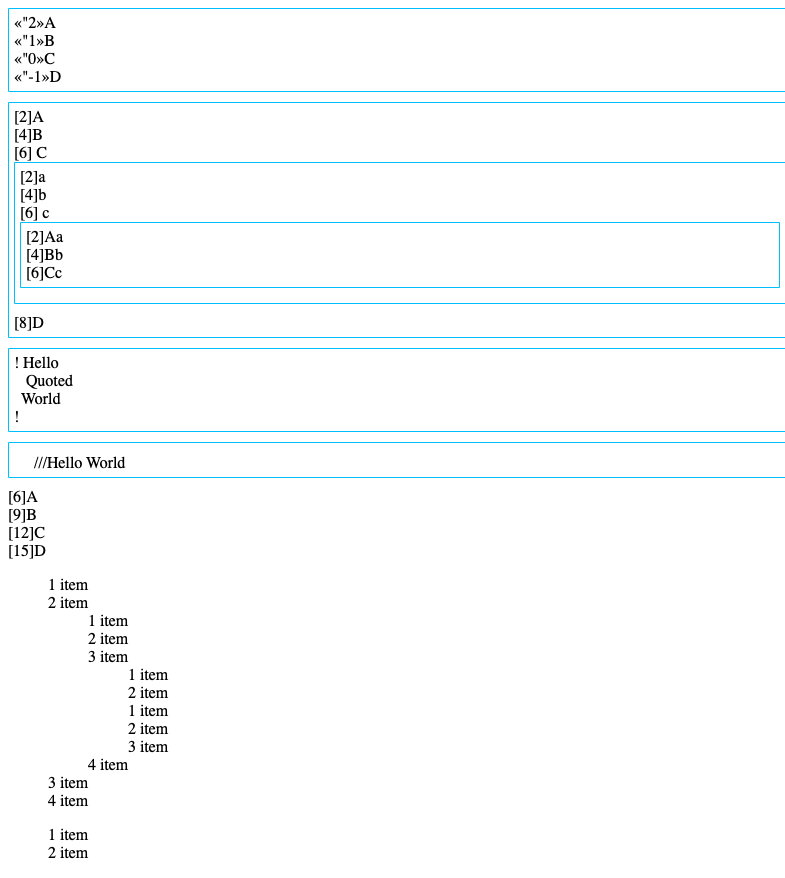 «"2»A
«"1»B
«"0»C
«"-1»D
[2]A
[4]B
[6] C
[2]a
[4]b
[6] c
[2]Aa
[4]Bb
[6]Cc
[8]D
! Hello
Quoted
World
!
///Hello World
[6]A
[9]B
[12]C
[15]D
1 item
2 item
1 item
2 item
3 item
1 item
2 item
1 item
2 item
3 item
4 item
3 item
4 item
1 item
2 item